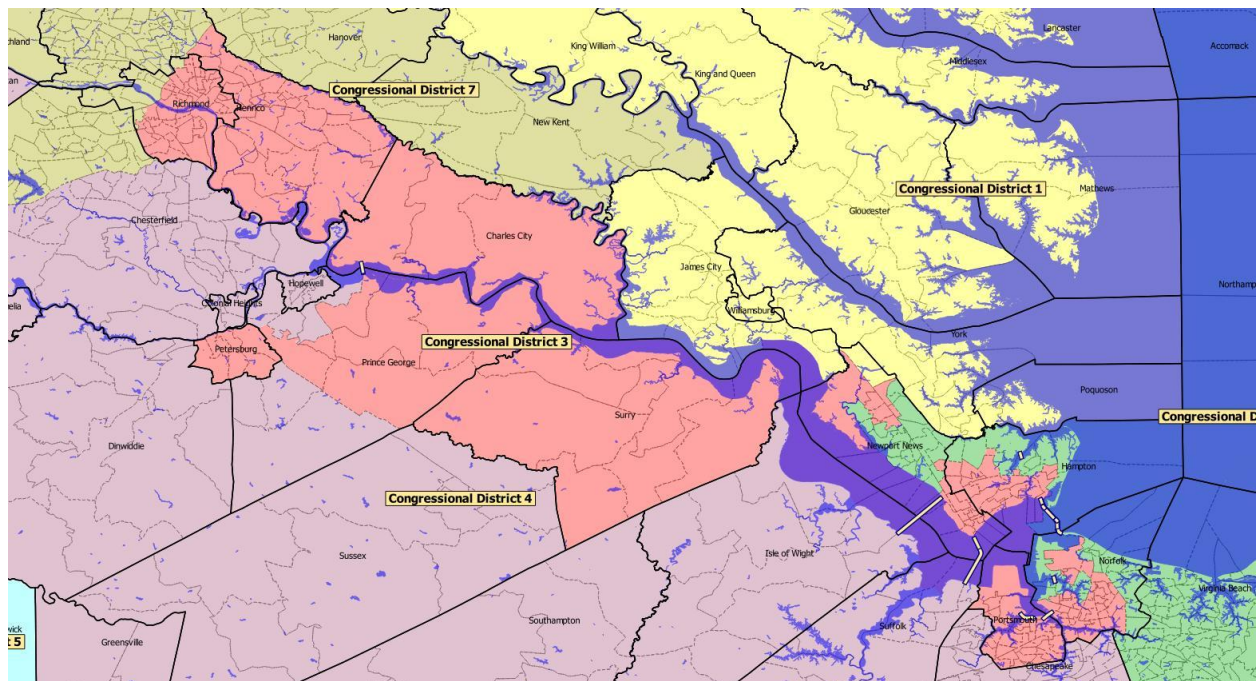 Lancaster
Hanover
Accomack
King William
Middlesex
King and Queen
Congressional District 7
Richmond
Henrico
New Kent
Congressional District 1
Mathews
Gloucester
Chesterfield
Charles City
James City
Hopewell
Northamp
Colonial Heights
Williamsburg
York
Congressional District 3
Petersburg
Prince George
Poquoson
Surry
Congressional D
Dinwiddie
Newport News
Hampton
Congressional District 4
Sussex
Isle of Wight
Norfolk
Virginia Beach
Southampton
Suffolk
Portsmouth
wick
t 5
Greensville
Chesapeake